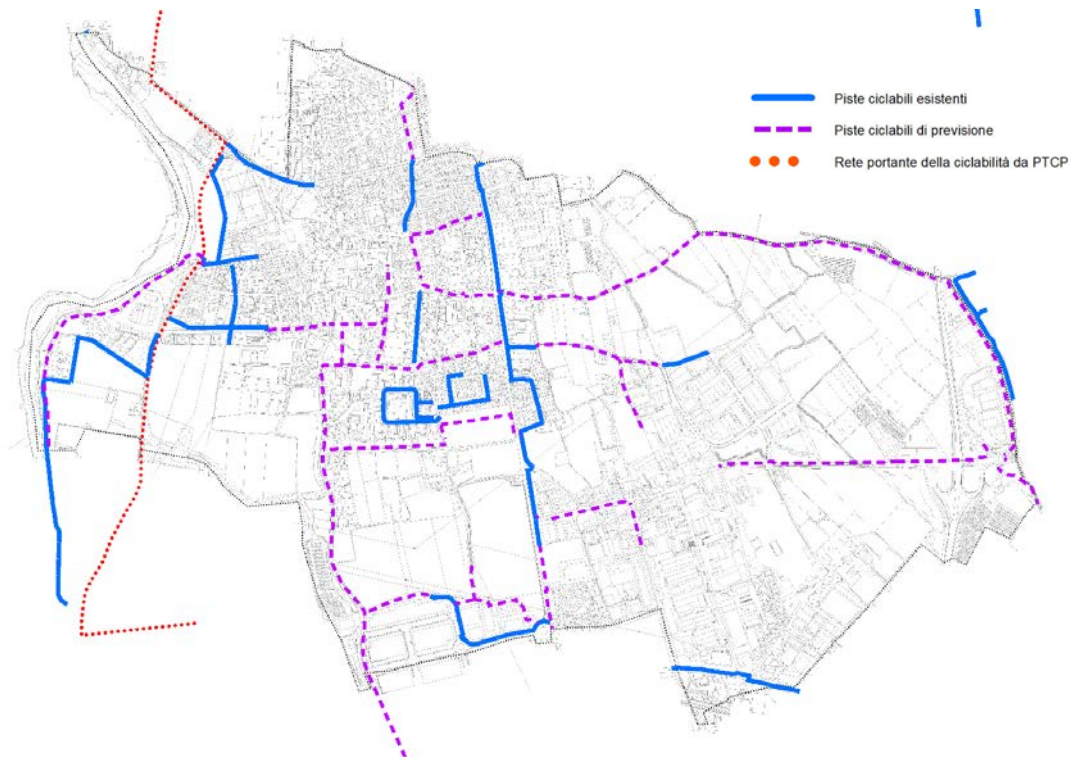 Piste ciclabili esistenti
Piste ciclabili di previsione
Rete portante della ciclabilità da PTCP